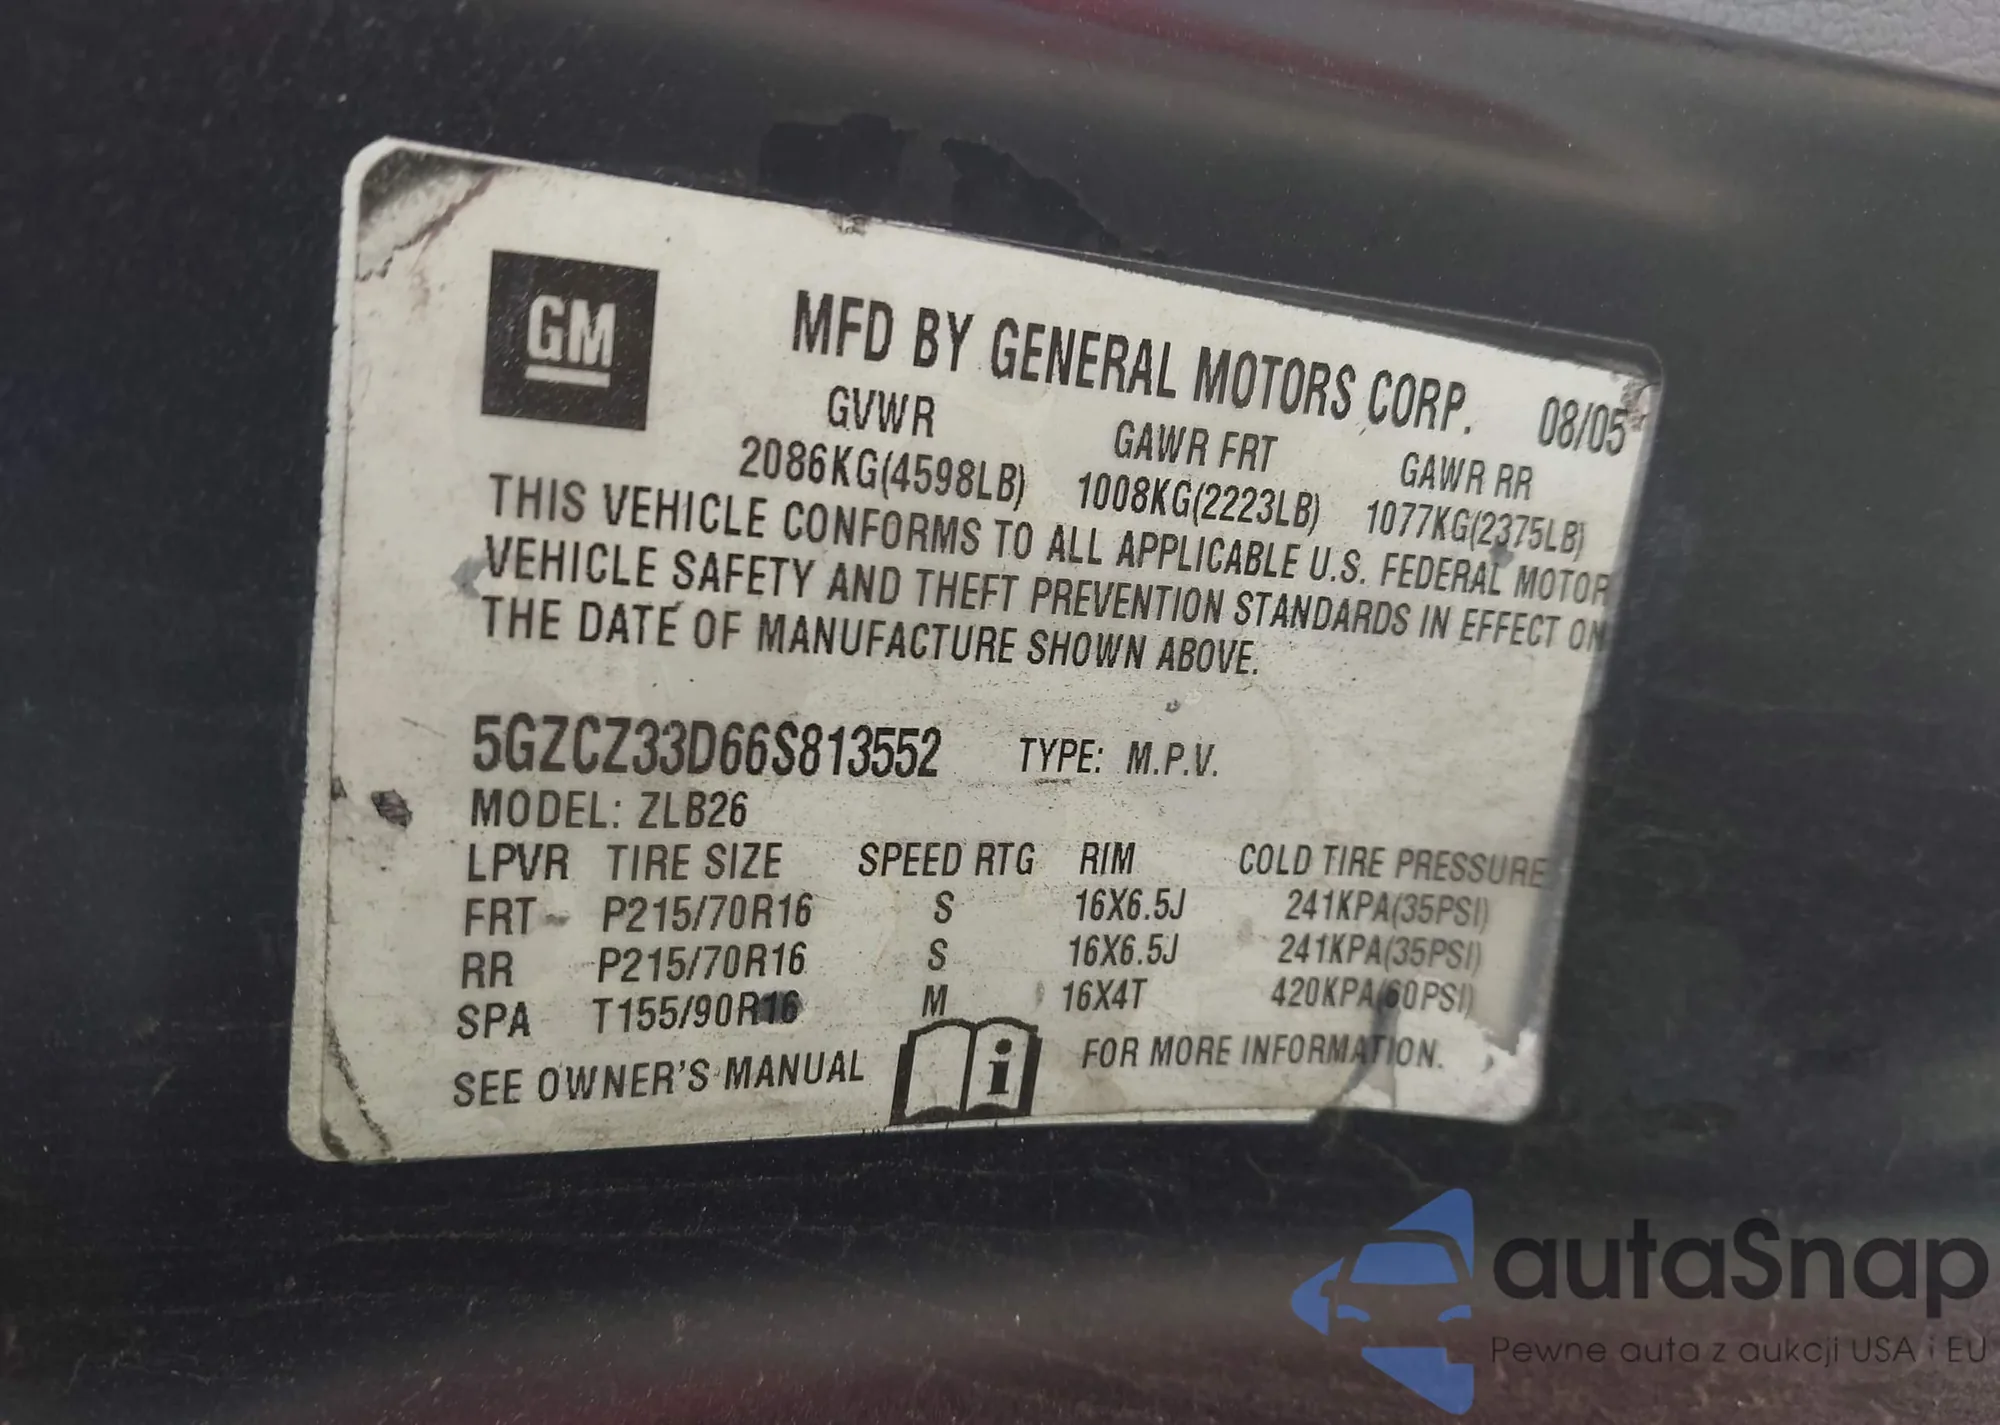 GM
MFD BY GENERAL MOTORS CORP. 08/05
GVWR GAWR FRT GAWR RR
2086KG(4598LB) 1008KG(2223LB) 1077KG(2375LB)
THIS VEHICLE CONFORMS TO ALL APPLICABLE U.S. FEDERAL MOTOR
VEHICLE SAFETY AND THEFT PREVENTION STANDARDS IN EFFECT ON
THE DATE OF MANUFACTURE SHOWN ABOVE.
5GZCZ33D66S813552 TYPE: M.P.V.
MODEL: ZLB26
LPVR TIRE SIZE SPEED RTG RIM COLD TIRE PRESSURE
FRT P215/70R16 S 16X6.5J 241KPA(35PSI)
RR P215/70R16 S 16X6.5J 241KPA(35PSI)
SPA T155/90R16 M 16X4T 420KPA(60PSI)
SEE OWNER'S MANUAL i FOR MORE INFORMATION.
autaSnap
Pewne auta z aukcji USA i EU